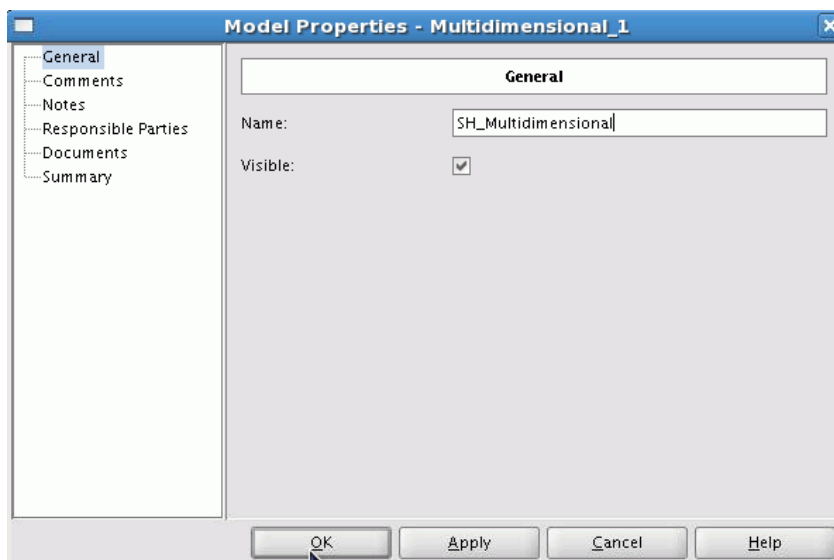 Model Properties - Multidimensional_1
General
Comments
Notes
Responsible Parties
Documents
Summary
General
Name:
SH_Multidimensional
Visible:
OK
Apply
Cancel
Help